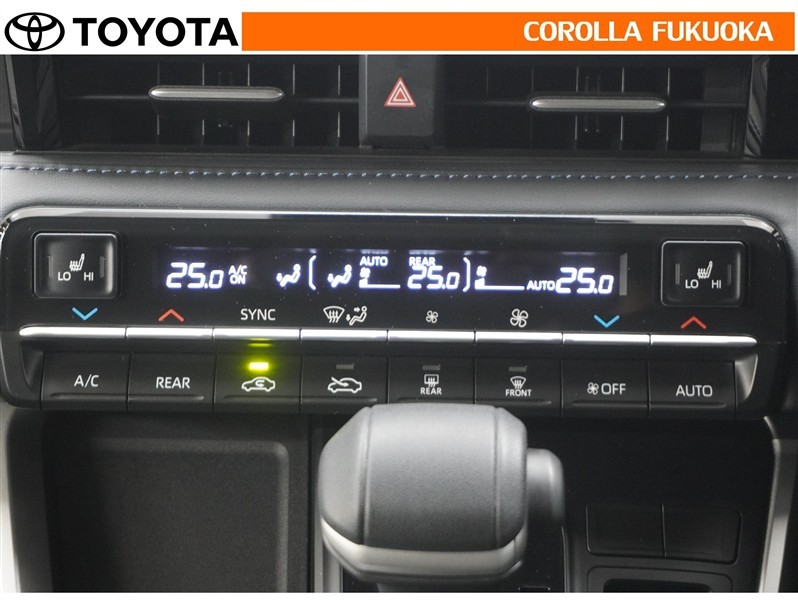 TOYOTA
COROLLA FUKUOKA
LO HI
25.0 A/C ON
AUTO
REAR 25.0
AUTO 25.0
LO HI
SYNC
A/C
REAR
REAR
FRONT
OFF
AUTO